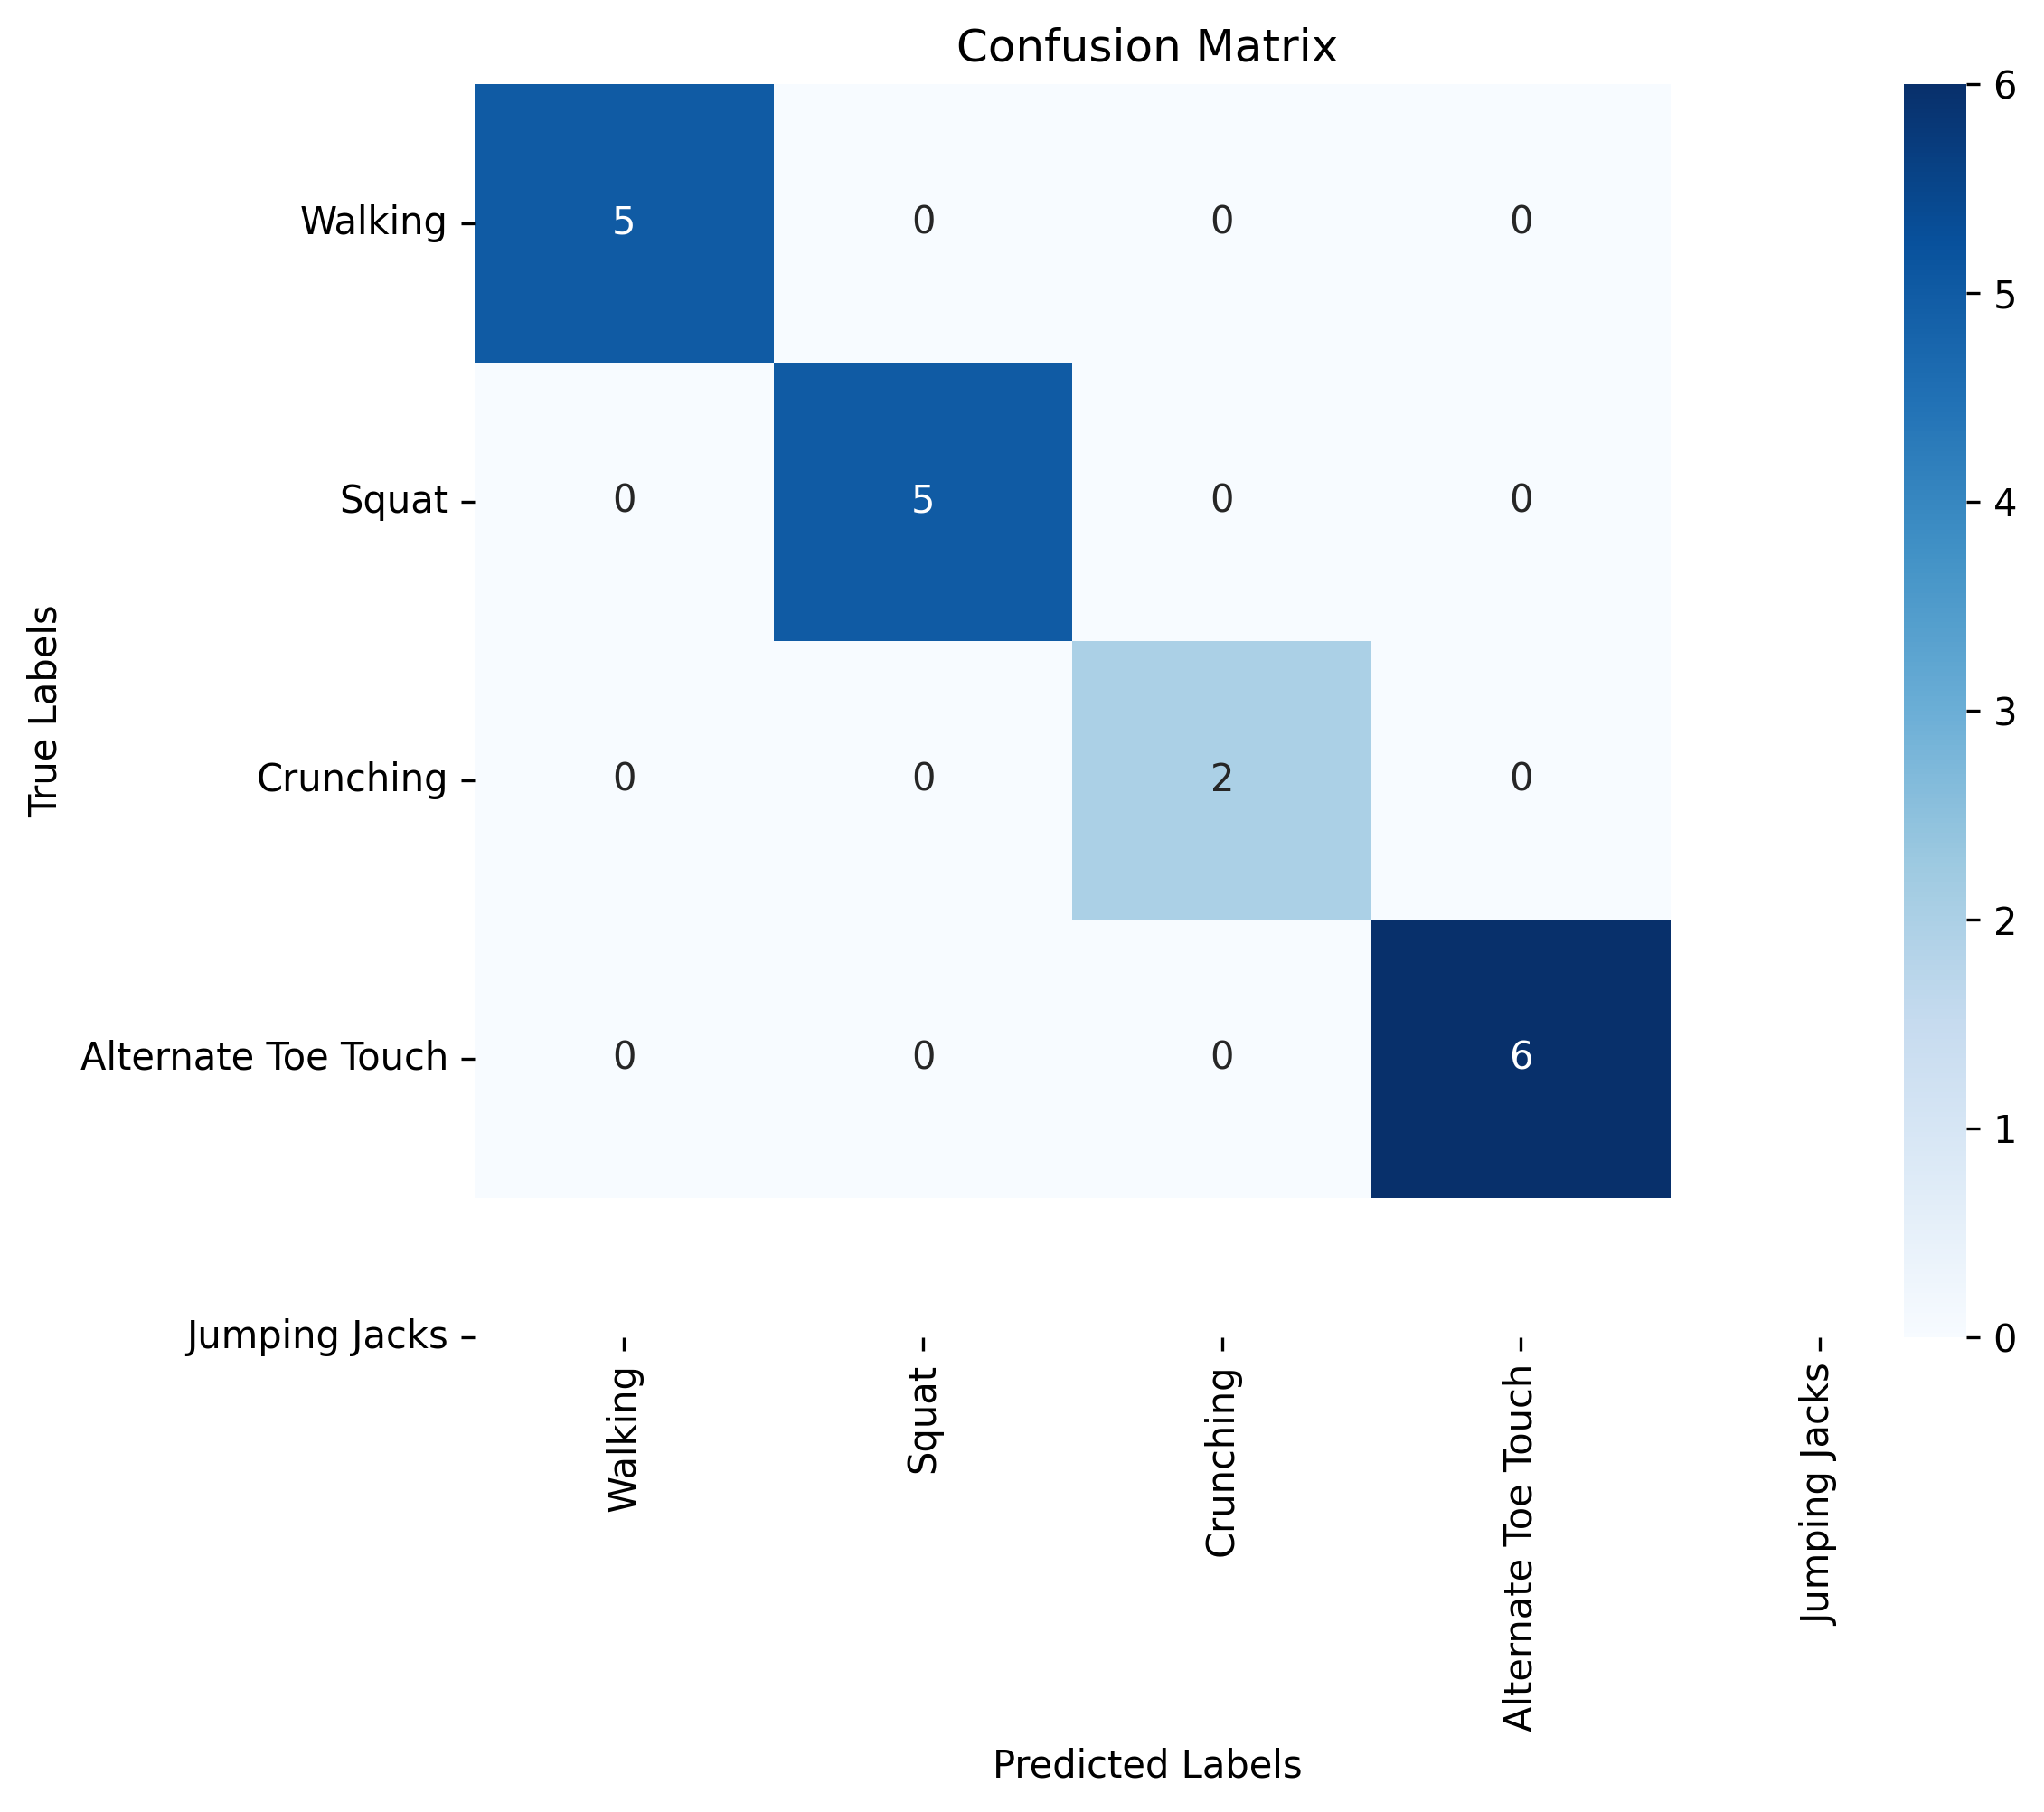 Confusion Matrix
6
Walking 5 0 0 0
5
Squat 0 5 0 0
4
3
True Labels
Crunching 0 0 2 0
2
Alternate Toe Touch 0 0 0 6
1
Jumping Jacks
0
Walking
Squat
Crunching
Alternate Toe Touch
Jumping Jacks
Predicted Labels